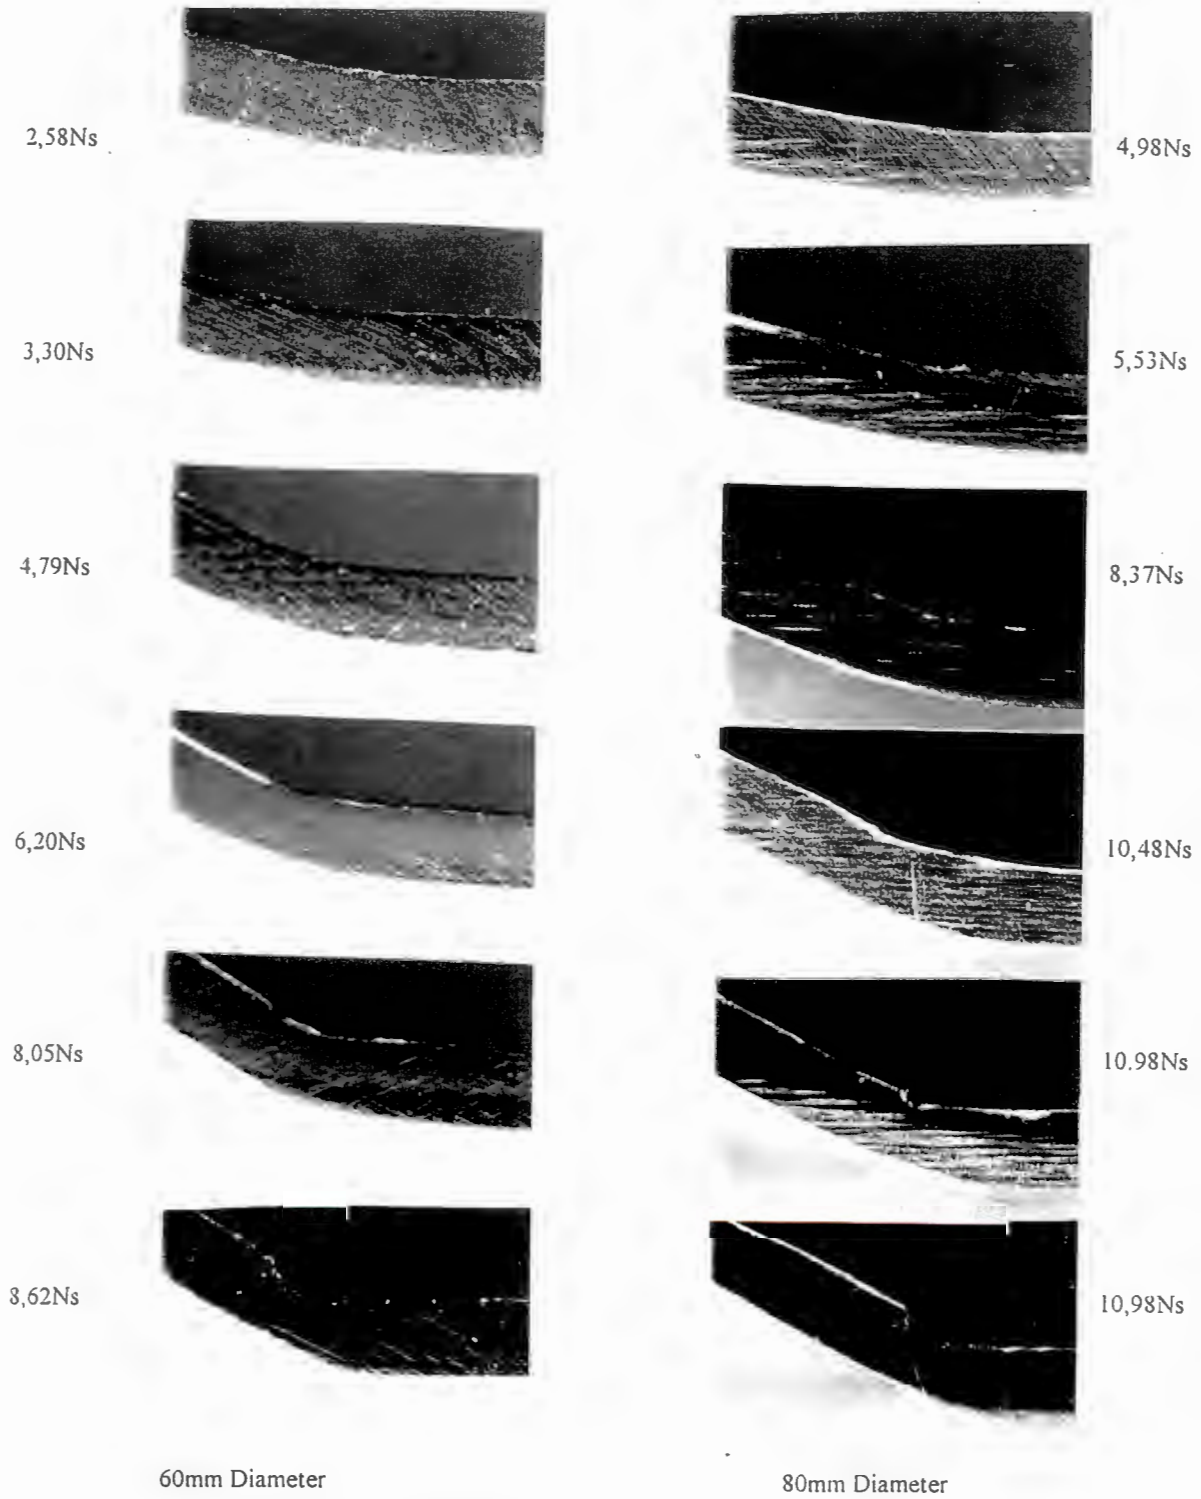 2,58Ns
4,98Ns
3,30Ns
5,53Ns
4,79Ns
8,37Ns
6,20Ns
10,48Ns
8,05Ns
10.98Ns
8,62Ns
10,98Ns
60mm Diameter
80mm Diameter